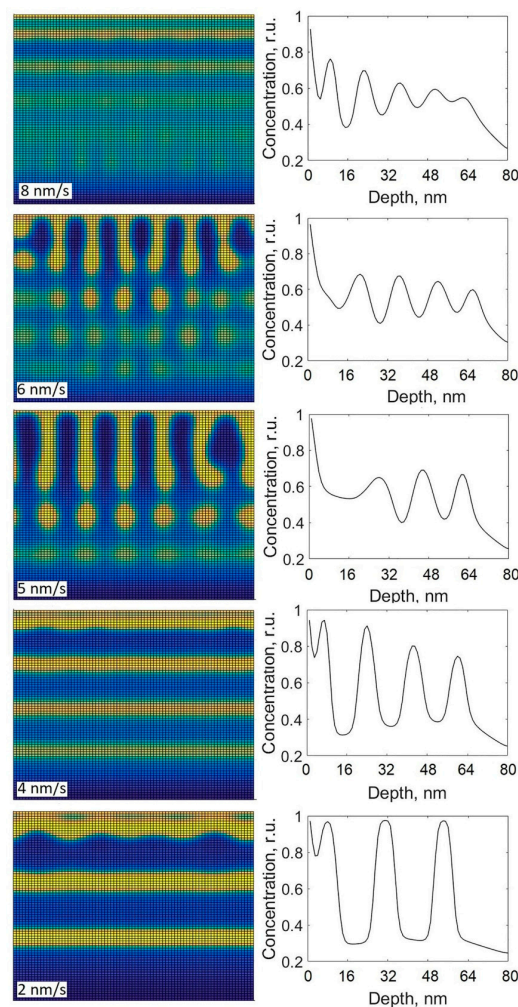 Concentration, r.u.
1
0.8
0.6
0.4
0.2
0 16 32 48 64 80
Depth, nm
8 nm/s
Concentration, r.u.
1
0.8
0.6
0.4
0.2
0 16 32 48 64 80
Depth, nm
6 nm/s
Concentration, r.u.
1
0.8
0.6
0.4
0.2
0 16 32 48 64 80
Depth, nm
5 nm/s
Concentration, r.u.
1
0.8
0.6
0.4
0.2
0 16 32 48 64 80
Depth, nm
4 nm/s
Concentration, r.u.
1
0.8
0.6
0.4
0.2
0 16 32 48 64 80
Depth, nm
2 nm/s